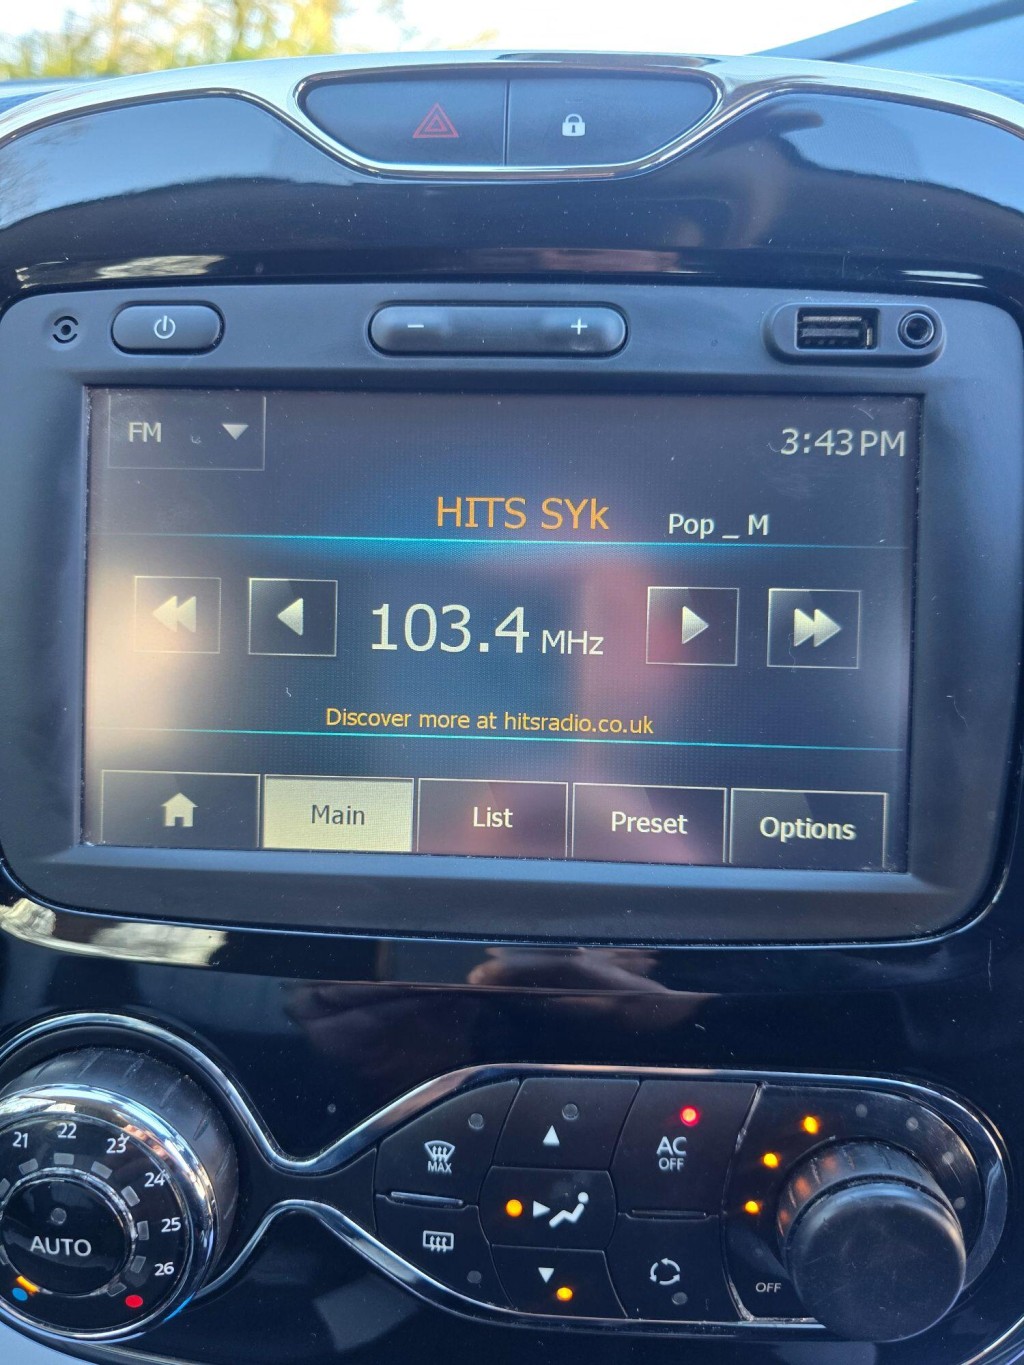 − +
FM 3:43 PM
HITS SYk Pop _ M
103.4 MHz
Discover more at hitsradio.co.uk
Main List Preset Options
21 22 23 24 25 26
AUTO
MAX
AC
OFF
OFF